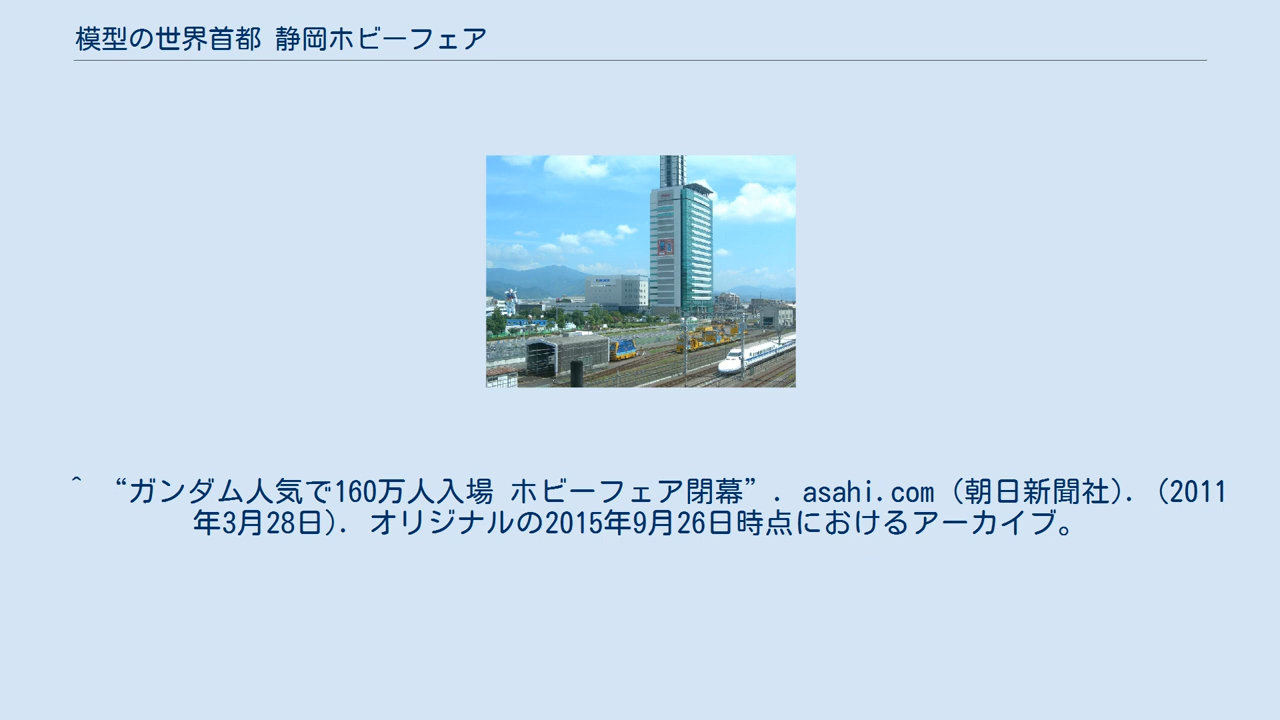 模型の世界首都 静岡ホビーフェア
^ “ガンダム人気で160万人入場 ホビーフェア閉幕”. asahi.com (朝日新聞社). (2011
年3月28日). オリジナルの2015年9月26日時点におけるアーカイブ。